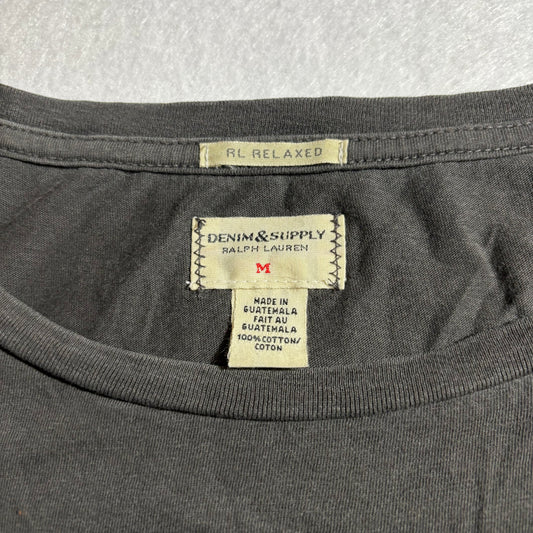 RL RELAXED
DENIM&SUPPLY
RALPH LAUREN
M
MADE IN
GUATEMALA
FAIT AU
GUATEMALA
100% COTTON/
COTON